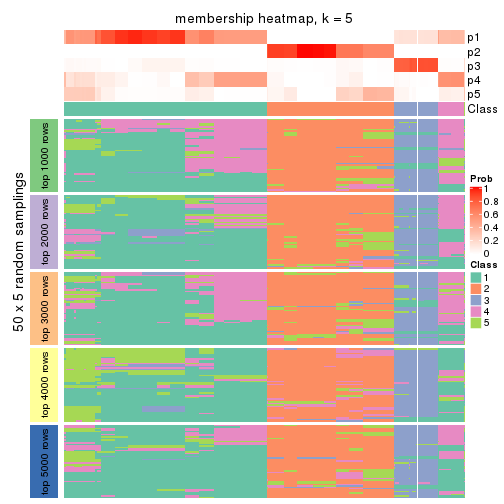 membership heatmap, k = 5
p1
p2
p3
p4
p5
Class
50 x 5 random samplings
top 1000 rows
top 2000 rows
top 3000 rows
top 4000 rows
top 5000 rows
Prob
1
0.8
0.6
0.4
0.2
0
Class
1
2
3
4
5